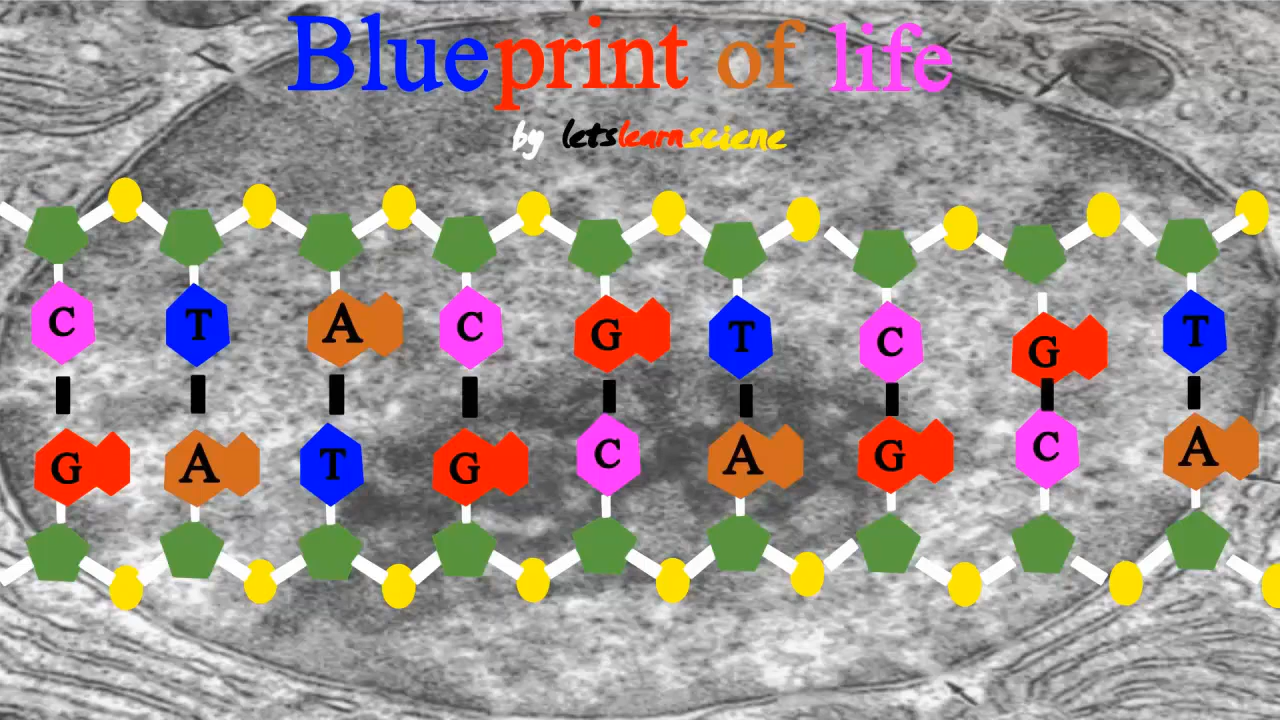 Blueprint of life
by letslearnsciene
C T A C G T C G T
G A T G C A G C A